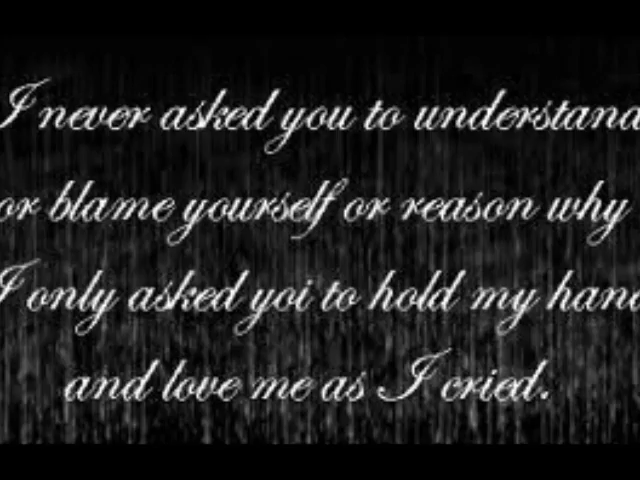 I never asked you to understand
or blame yourself or reason why
I only asked yoi to hold my hand
and love me as I cried.